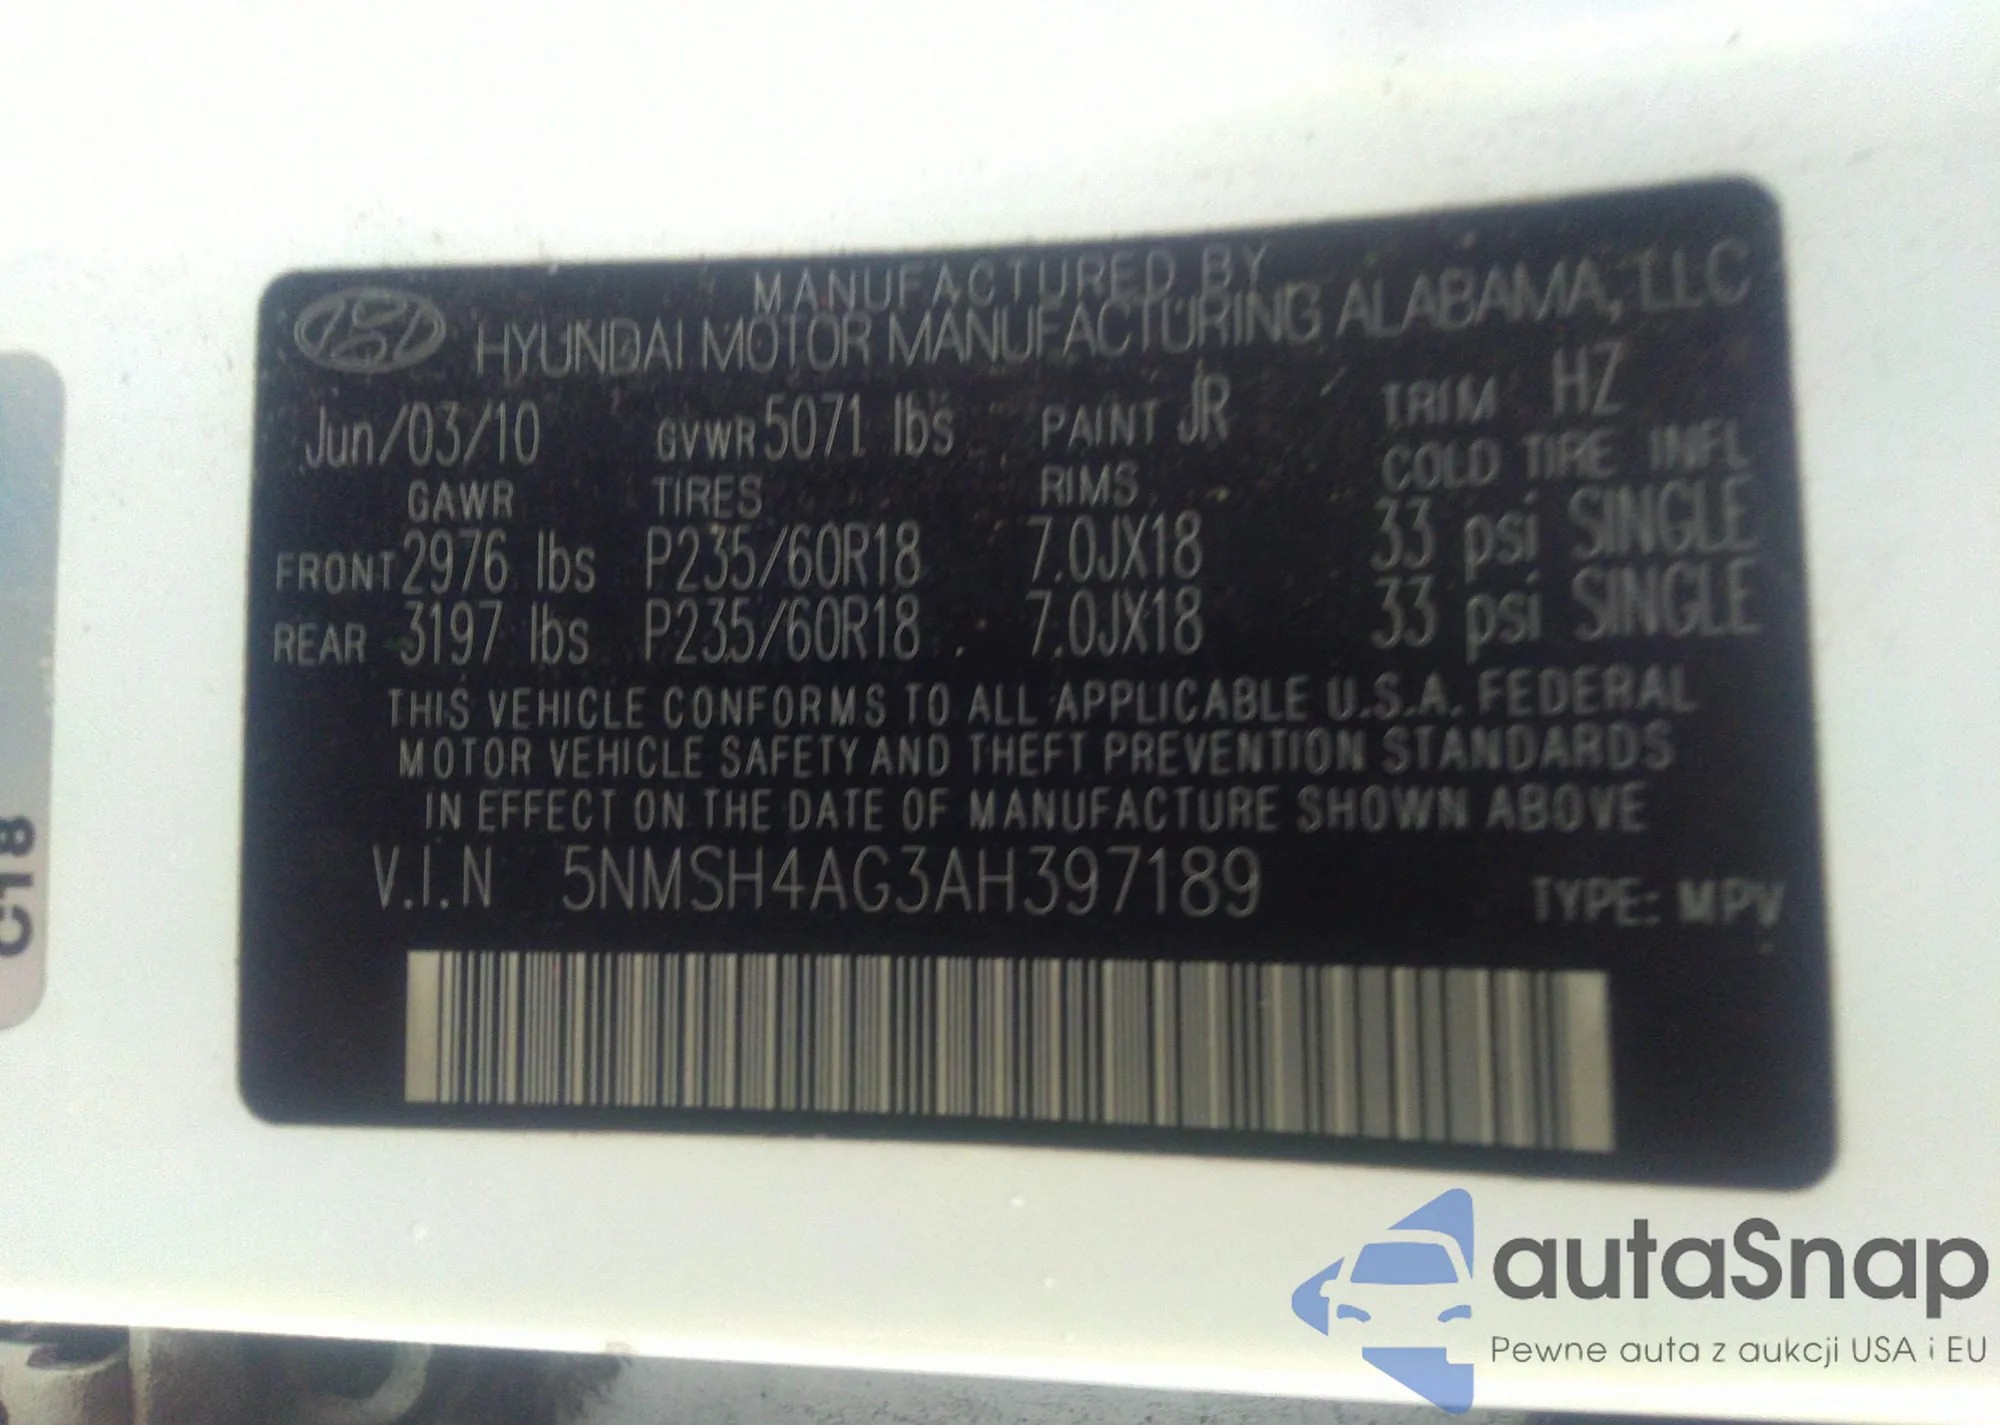 MANUFACTURED BY
HYUNDAI MOTOR MANUFACTURING ALABAMA, LLC
Jun/03/10 GVWR 5071 lbs PAINT JR TRIM HZ
GAWR TIRES RIMS COLD TIRE INFL
FRONT 2976 lbs P235/60R18 7.0JX18 33 psi SINGLE
REAR 3197 lbs P235/60R18 7.0JX18 33 psi SINGLE
THIS VEHICLE CONFORMS TO ALL APPLICABLE U.S.A. FEDERAL
MOTOR VEHICLE SAFETY AND THEFT PREVENTION STANDARDS
IN EFFECT ON THE DATE OF MANUFACTURE SHOWN ABOVE
V.I.N 5NMSH4AG3AH397189 TYPE: MPV
C18
autaSnap
Pewne auta z aukcji USA i EU